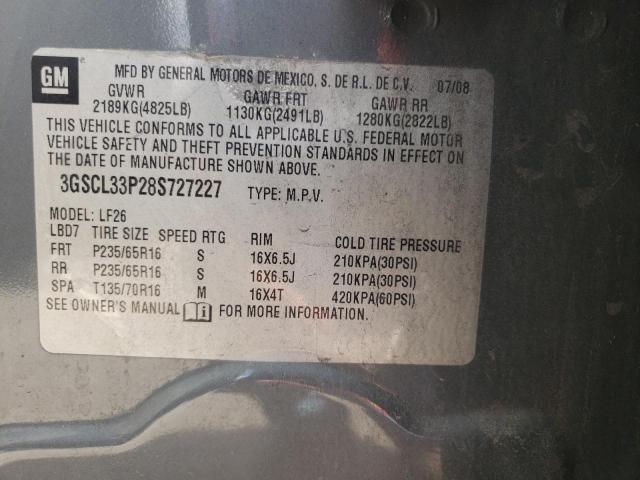 GM
MFD BY GENERAL MOTORS DE MEXICO, S. DE R.L. DE C.V. 07/08
GVWR GAWR FRT GAWR RR
2189KG(4825LB) 1130KG(2491LB) 1280KG(2822LB)
THIS VEHICLE CONFORMS TO ALL APPLICABLE U.S. FEDERAL MOTOR
VEHICLE SAFETY AND THEFT PREVENTION STANDARDS IN EFFECT ON
THE DATE OF MANUFACTURE SHOWN ABOVE.
3GSCL33P28S727227 TYPE: M.P.V.
MODEL: LF26
LBD7 TIRE SIZE SPEED RTG RIM COLD TIRE PRESSURE
FRT P235/65R16 S 16X6.5J 210KPA(30PSI)
RR P235/65R16 S 16X6.5J 210KPA(30PSI)
SPA T135/70R16 M 16X4T 420KPA(60PSI)
SEE OWNER'S MANUAL FOR MORE INFORMATION.